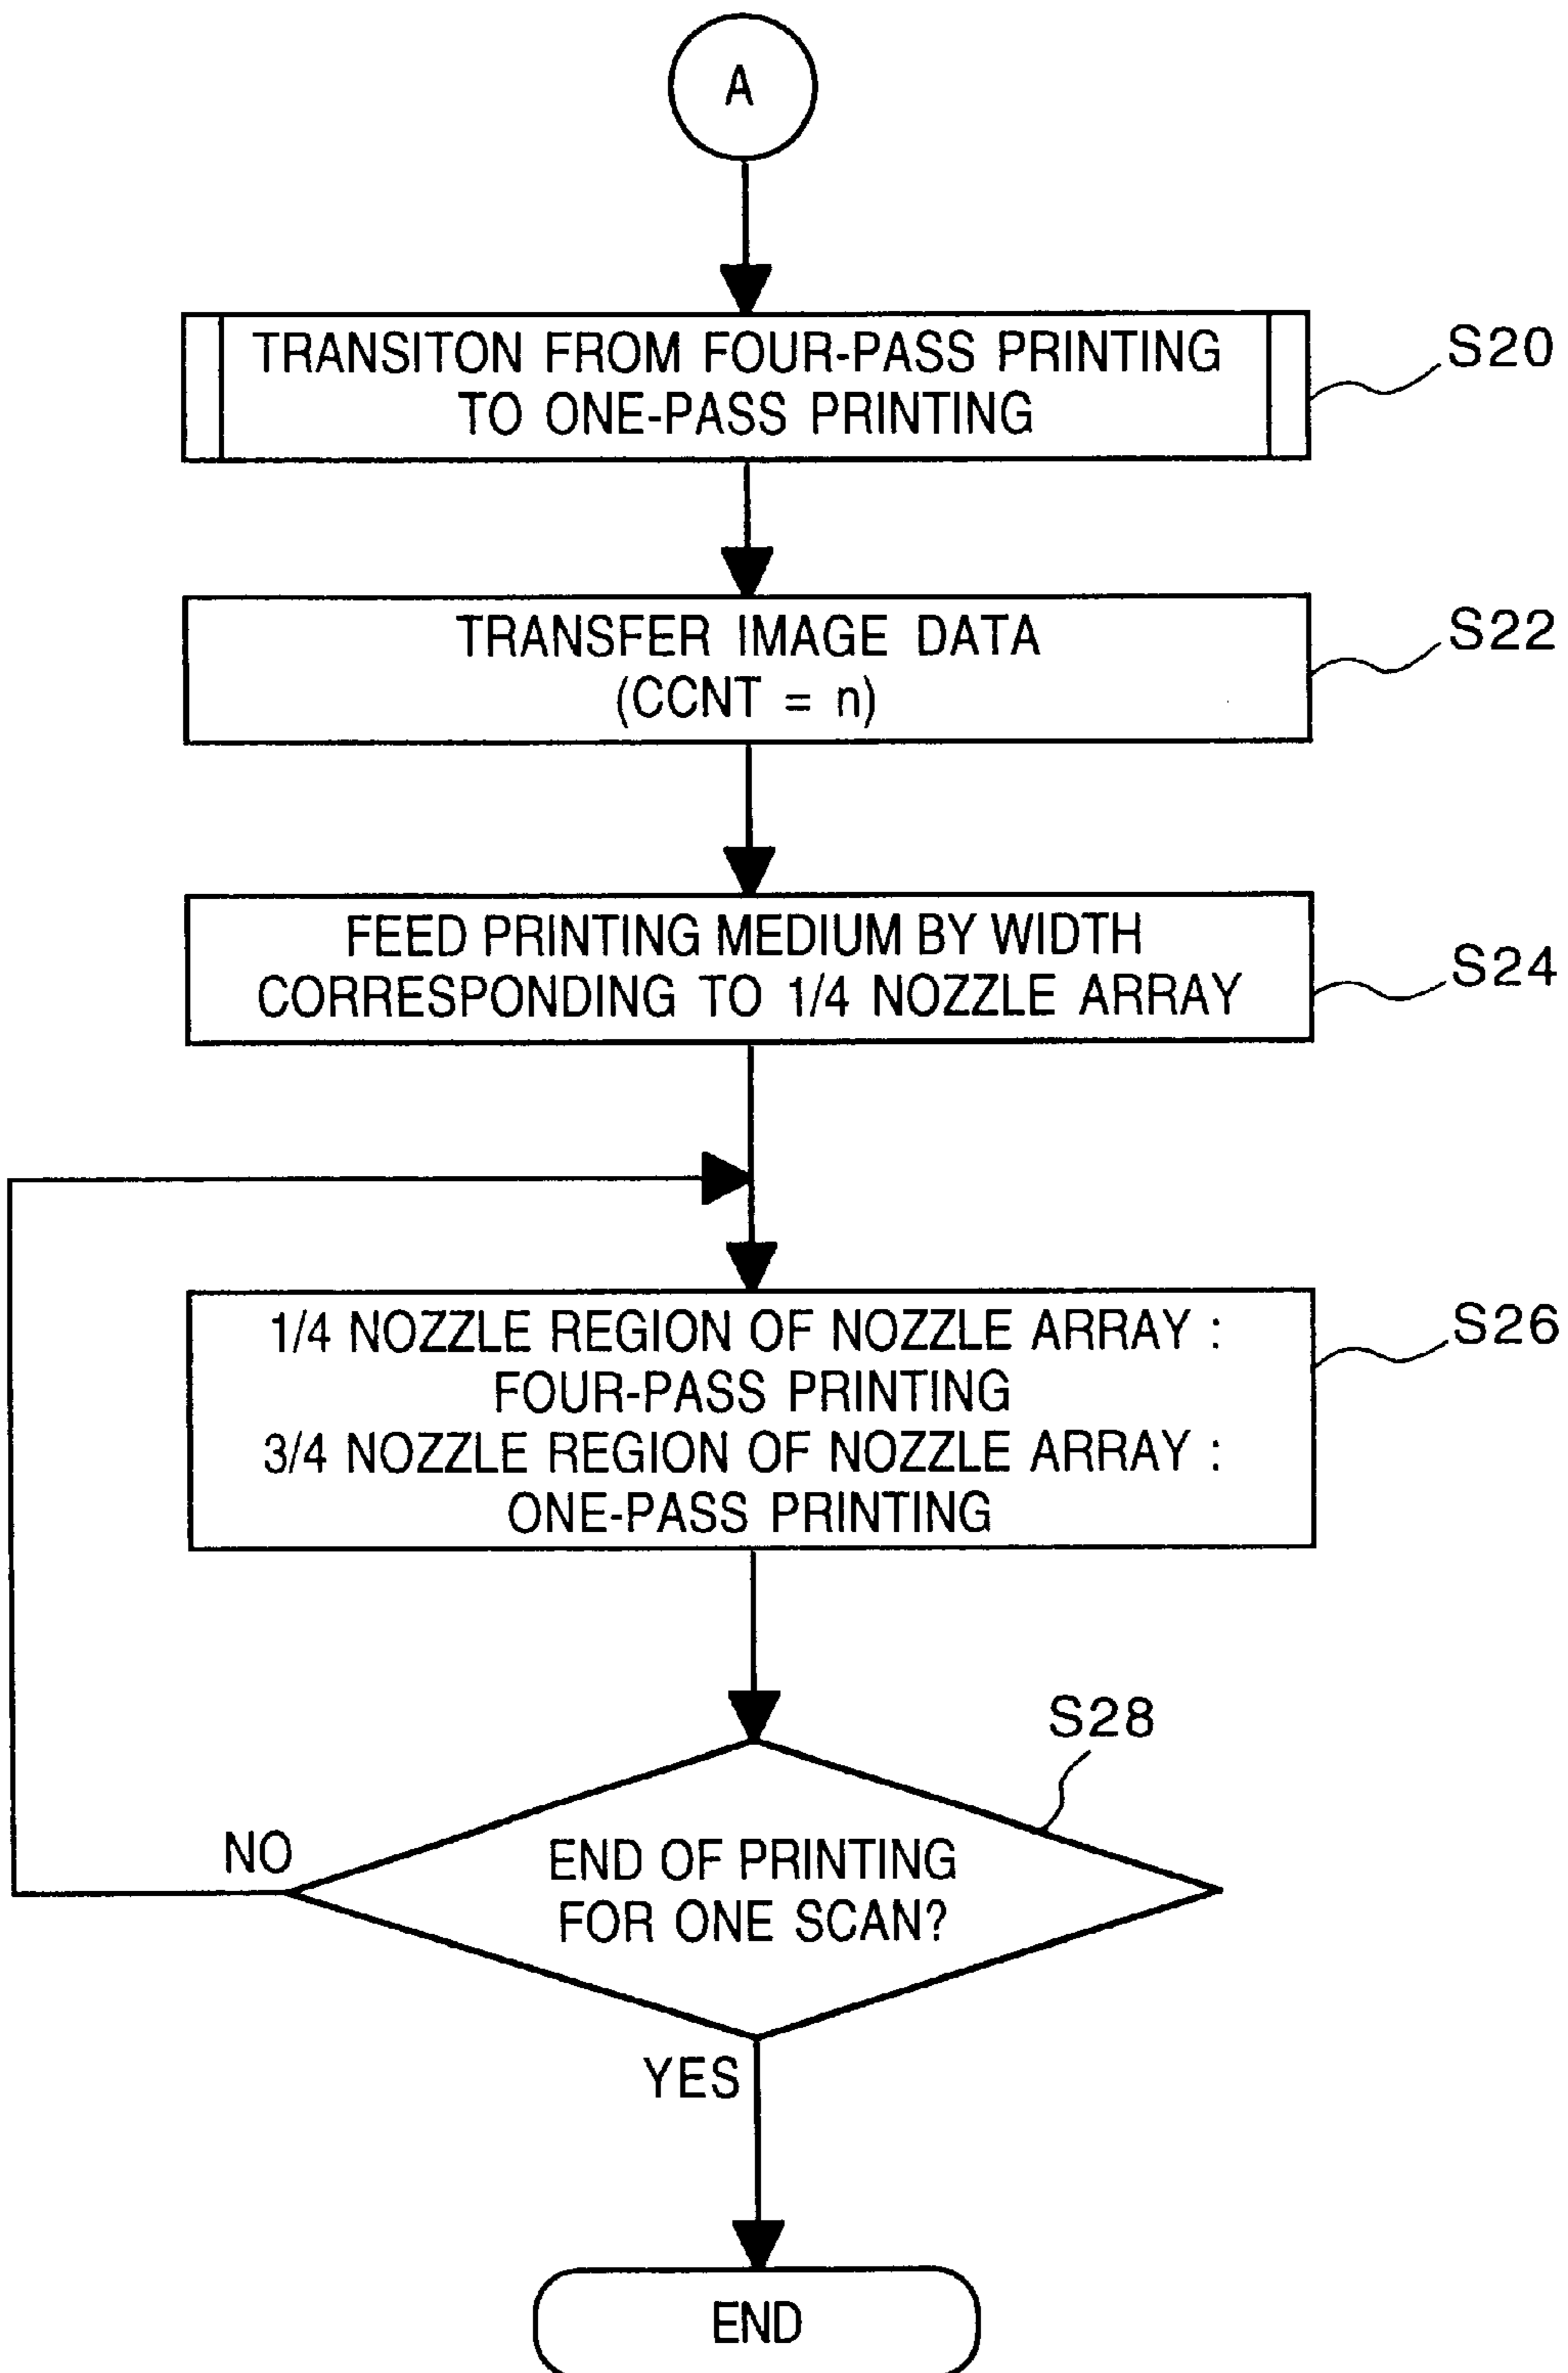 A
TRANSITON FROM FOUR-PASS PRINTING
TO ONE-PASS PRINTING
S20
TRANSFER IMAGE DATA
(CCNT = n)
S22
FEED PRINTING MEDIUM BY WIDTH
CORRESPONDING TO 1/4 NOZZLE ARRAY
S24
1/4 NOZZLE REGION OF NOZZLE ARRAY :
FOUR-PASS PRINTING
3/4 NOZZLE REGION OF NOZZLE ARRAY :
ONE-PASS PRINTING
S26
S28
NO
END OF PRINTING
FOR ONE SCAN?
YES
END